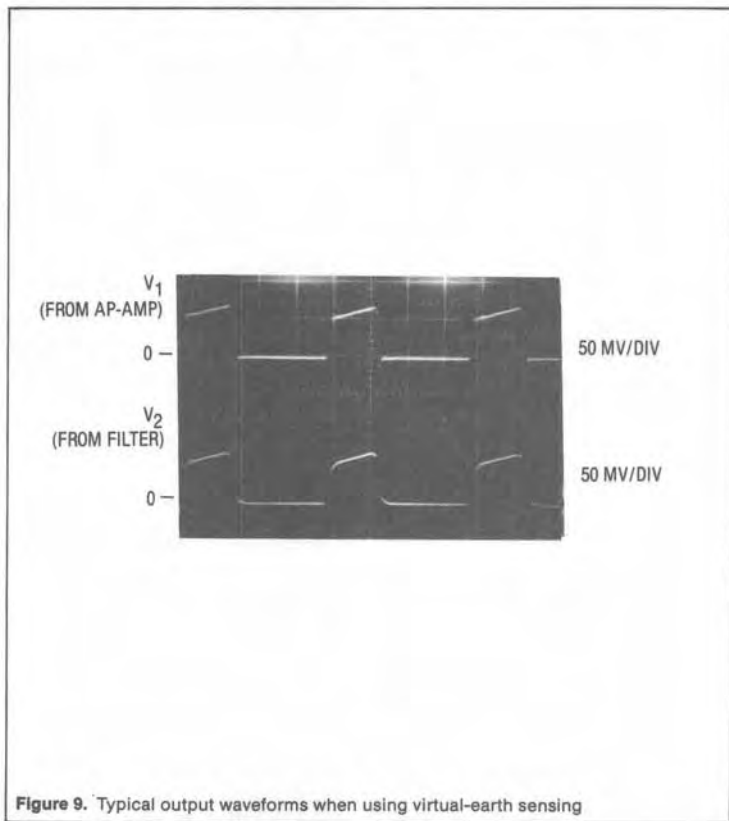 V1
(FROM AP-AMP)
0 —
50 MV/DIV
V2
(FROM FILTER)
0 —
50 MV/DIV
Figure 9. Typical output waveforms when using virtual-earth sensing